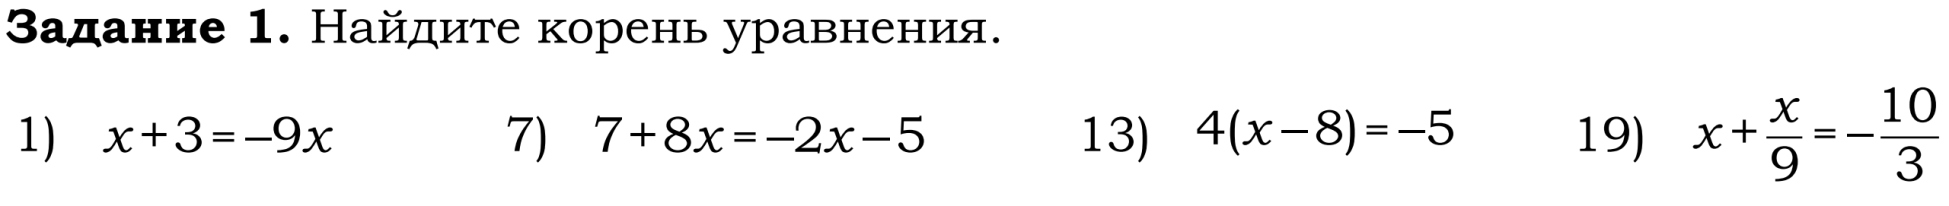 Задание 1. Найдите корень уравнения.
1) x+3=−9x 7) 7+8x=−2x−5 13) 4(x−8)=−5 19) x+x/9=−10/3